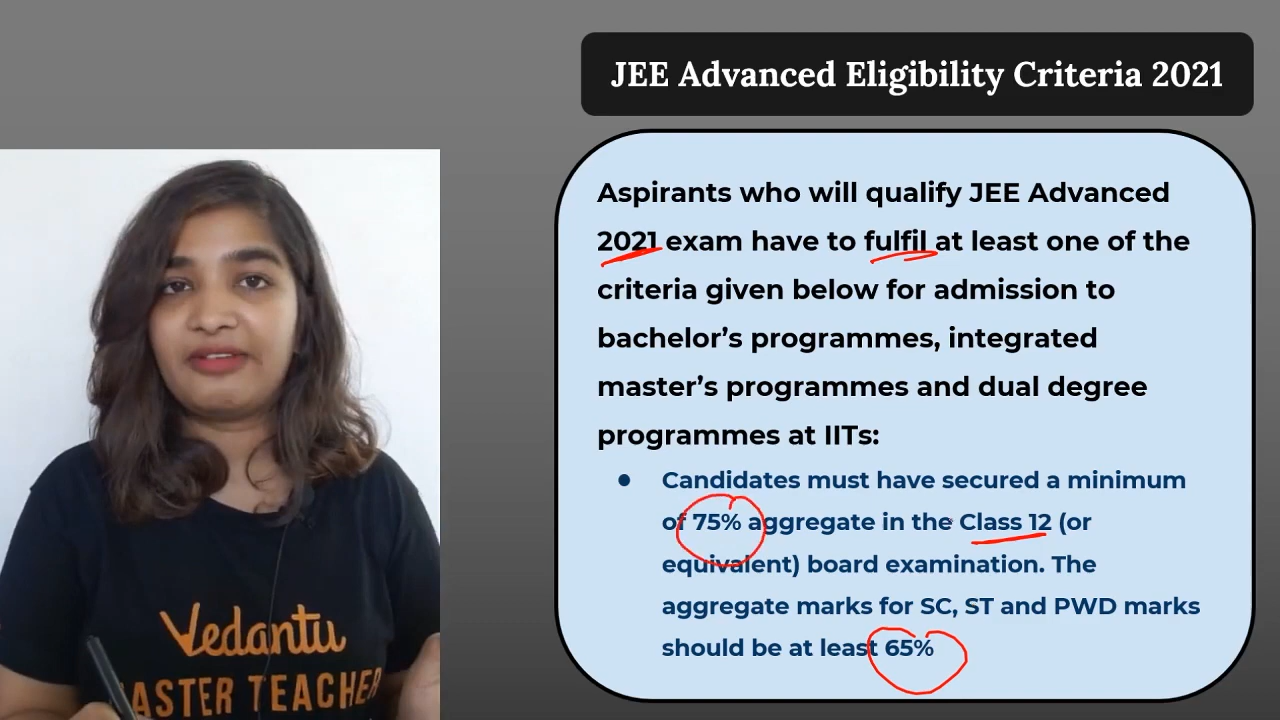 JEE Advanced Eligibility Criteria 2021
Aspirants who will qualify JEE Advanced
2021 exam have to fulfil at least one of the
criteria given below for admission to
bachelor's programmes, integrated
master's programmes and dual degree
programmes at IITs:
● Candidates must have secured a minimum
of 75% aggregate in the Class 12 (or
equivalent) board examination. The
aggregate marks for SC, ST and PWD marks
should be at least 65%
Vedantu
MASTER TEACHER